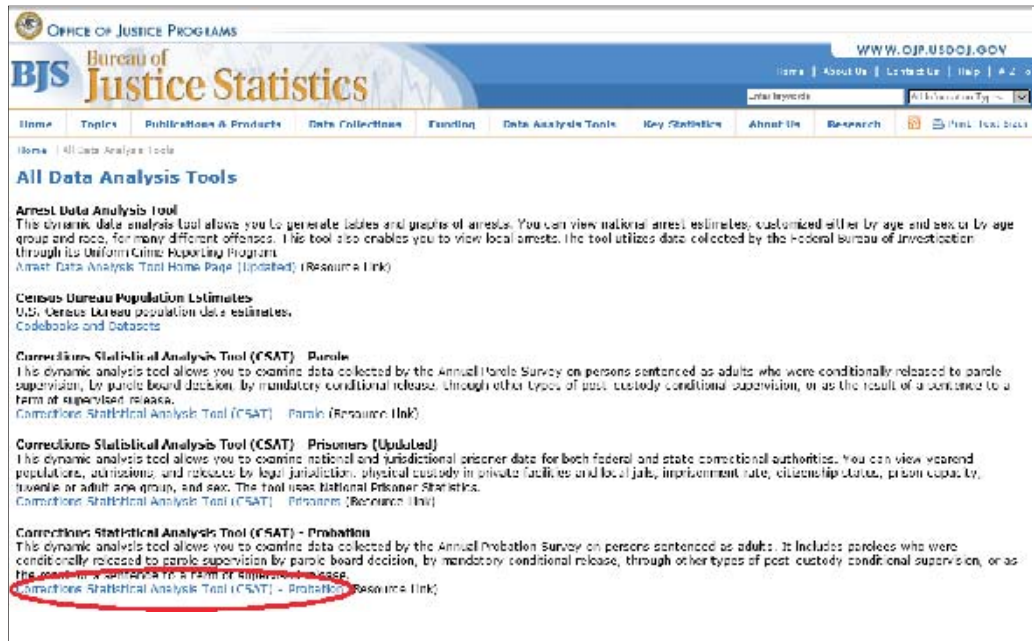 OFFICE OF JUSTICE PROGRAMS
WWW.OJP.USDOJ.GOV
BJS Bureau of
Justice Statistics
Home | About Us | Contact Us | Help | A-Z
Enter keywords
All Information Types
Home Topics Publications & Products Data Collections Funding Data Analysis Tools Key Statistics About Us Research Print Text Size:
Home | All Data Analysis Tools
All Data Analysis Tools
Arrest Data Analysis Tool
This dynamic data analysis tool allows you to generate tables and graphs of arrests. You can view national arrest estimates, customized either by age and sex or by age
group and race, for many different offenses. This tool also enables you to view local arrests. The tool utilizes data collected by the Federal Bureau of Investigation
through its Uniform Crime Reporting Program.
Arrest Data Analysis Tool Home Page (Updated) (Resource Link)
Census Bureau Population Estimates
U.S. Census Bureau population data estimates.
Codebooks and Datasets
Corrections Statistical Analysis Tool (CSAT) - Parole
This dynamic analysis tool allows you to examine data collected by the Annual Parole Survey on persons sentenced as adults who were conditionally released to parole
supervision, by parole board decision, by mandatory conditional release, through other types of post-custody conditional supervision, or as the result of a sentence to a
term of supervised release.
Corrections Statistical Analysis Tool (CSAT) - Parole (Resource Link)
Corrections Statistical Analysis Tool (CSAT) - Prisoners (Updated)
This dynamic analysis tool allows you to examine national and jurisdictional prisoner data for both federal and state correctional authorities. You can view yearend
populations, admissions, and releases by legal jurisdiction, physical custody in private facilities and local jails, imprisonment rate, citizenship status, prison capacity,
juvenile or adult age group, and sex. The tool uses National Prisoner Statistics.
Corrections Statistical Analysis Tool (CSAT) - Prisoners (Resource Link)
Corrections Statistical Analysis Tool (CSAT) - Probation
This dynamic analysis tool allows you to examine data collected by the Annual Probation Survey on persons sentenced as adults. It includes parolees who were
conditionally released to parole supervision by parole board decision, by mandatory conditional release, through other types of post-custody conditional supervision, or as
the result of a sentence to a term of supervised release.
Corrections Statistical Analysis Tool (CSAT) - Probation (Resource Link)